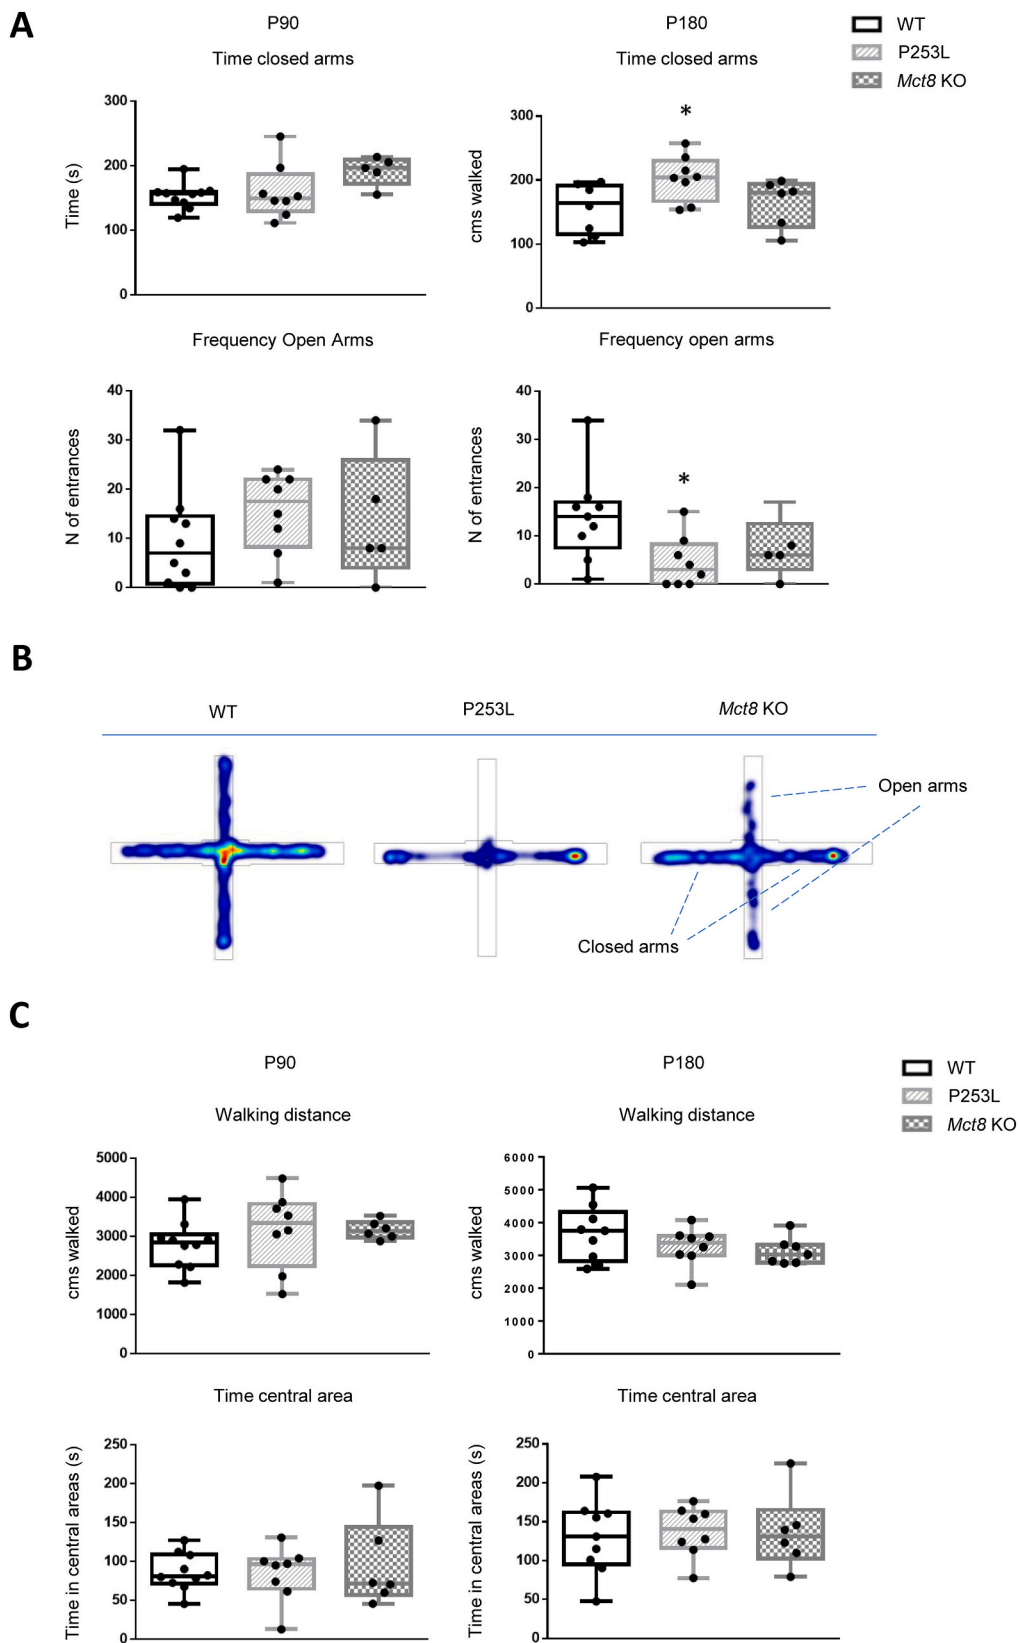 A
P90
P180
WT
P253L
Mct8 KO
Time closed arms
Time closed arms
300
200
100
0
Time (s)
300
200
100
0
cms walked
*
Frequency Open Arms
Frequency open arms
40
30
20
10
0
N of entrances
40
30
20
10
0
N of entrances
*
B
WT
P253L
Mct8 KO
Open arms
Closed arms
C
P90
P180
WT
P253L
Mct8 KO
Walking distance
Walking distance
5000
4000
3000
2000
1000
0
cms walked
6000
5000
4000
3000
2000
1000
0
cms walked
Time central area
Time central area
250
200
150
100
50
0
Time in central areas (s)
250
200
150
100
50
0
Time in central areas (s)